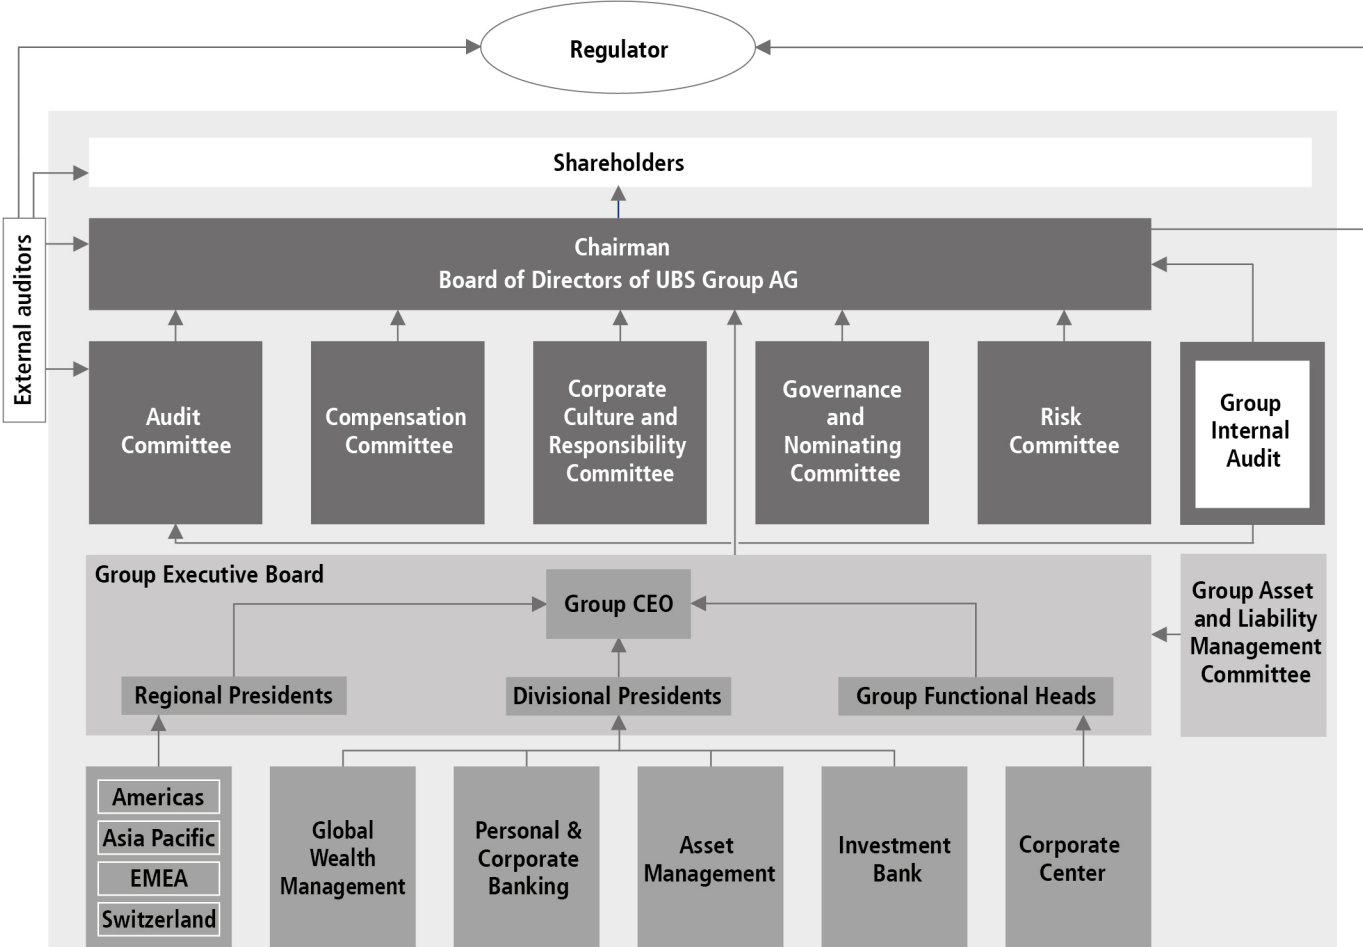 Regulator
Shareholders
External auditors
Chairman
Board of Directors of UBS Group AG
Audit
Committee
Compensation
Committee
Corporate
Culture and
Responsibility
Committee
Governance
and
Nominating
Committee
Risk
Committee
Group
Internal
Audit
Group Executive Board
Group CEO
Group Asset
and Liability
Management
Committee
Regional Presidents
Divisional Presidents
Group Functional Heads
Americas
Asia Pacific
EMEA
Switzerland
Global
Wealth
Management
Personal &
Corporate
Banking
Asset
Management
Investment
Bank
Corporate
Center